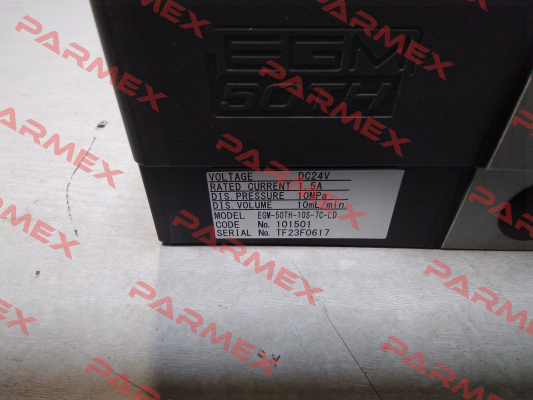 PARMEX
PARMEX
PARMEX
EGM
50TH
PARMEX
PARMEX
VOLTAGE DC24V
RATED CURRENT 1.5A
DIS.PRESSURE 10MPa
DIS.VOLUME 10mL/min.
MODEL EGM-50TH-10S-7C-LD
CODE No. 101501
SERIAL No. TF23F0617
PARMEX
PARMEX
PARMEX
PARMEX